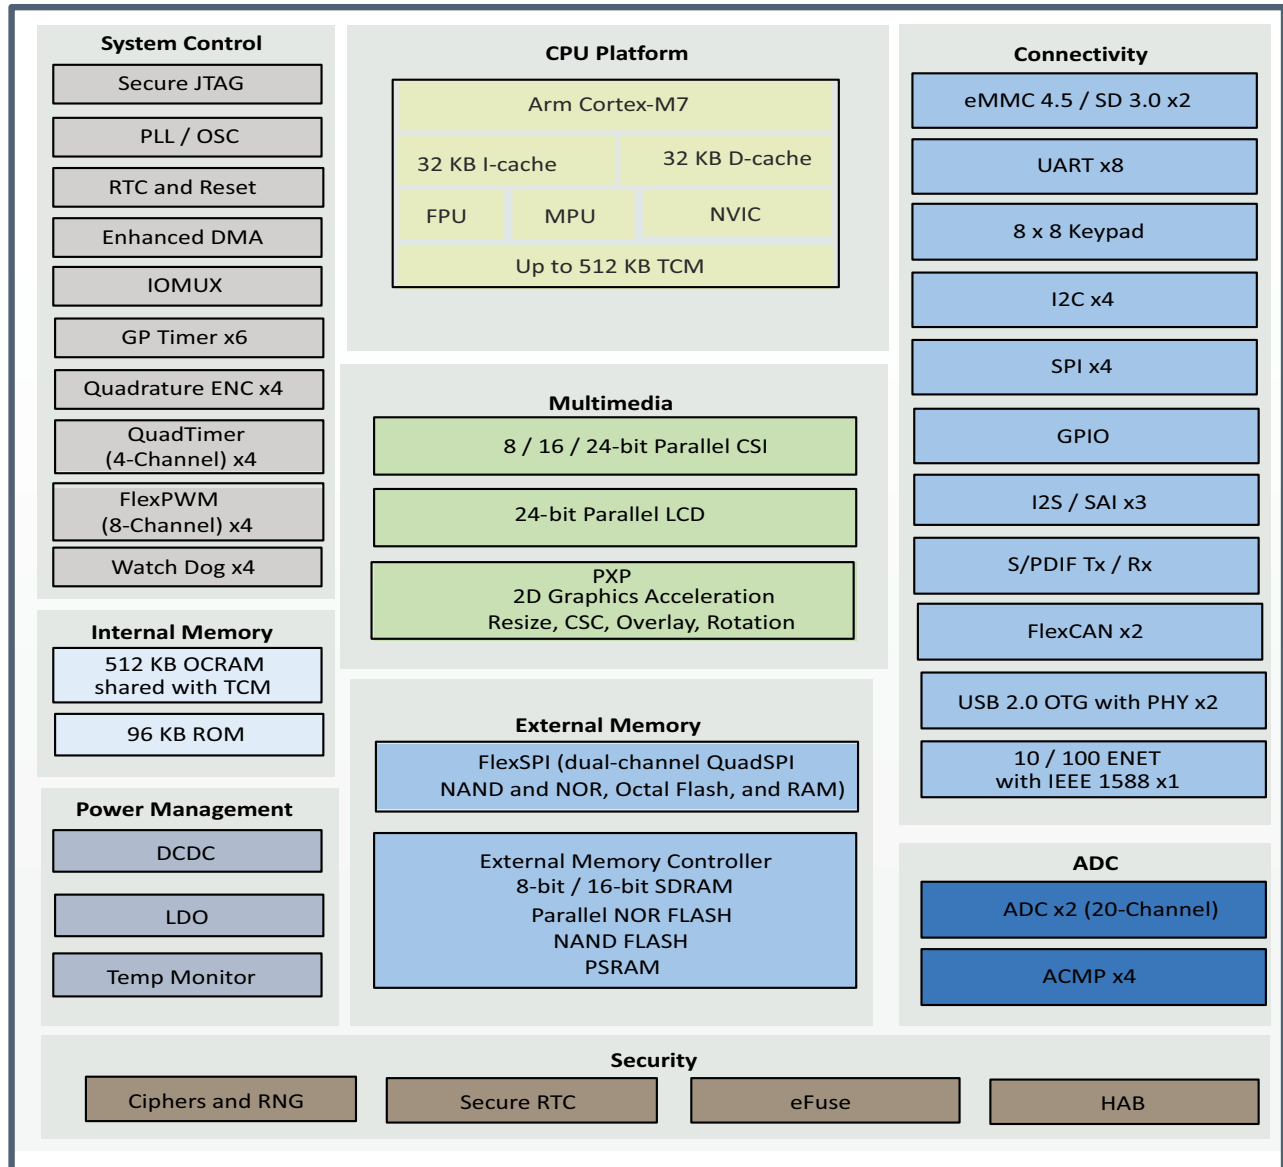 System Control
Secure JTAG
PLL / OSC
RTC and Reset
Enhanced DMA
IOMUX
GP Timer x6
Quadrature ENC x4
QuadTimer
(4-Channel) x4
FlexPWM
(8-Channel) x4
Watch Dog x4
Internal Memory
512 KB OCRAM
shared with TCM
96 KB ROM
Power Management
DCDC
LDO
Temp Monitor
CPU Platform
Arm Cortex-M7
32 KB I-cache
32 KB D-cache
FPU
MPU
NVIC
Up to 512 KB TCM
Multimedia
8 / 16 / 24-bit Parallel CSI
24-bit Parallel LCD
PXP
2D Graphics Acceleration
Resize, CSC, Overlay, Rotation
External Memory
FlexSPI (dual-channel QuadSPI
NAND and NOR, Octal Flash, and RAM)
External Memory Controller
8-bit / 16-bit SDRAM
Parallel NOR FLASH
NAND FLASH
PSRAM
Connectivity
eMMC 4.5 / SD 3.0 x2
UART x8
8 x 8 Keypad
I2C x4
SPI x4
GPIO
I2S / SAI x3
S/PDIF Tx / Rx
FlexCAN x2
USB 2.0 OTG with PHY x2
10 / 100 ENET
with IEEE 1588 x1
ADC
ADC x2 (20-Channel)
ACMP x4
Security
Ciphers and RNG
Secure RTC
eFuse
HAB